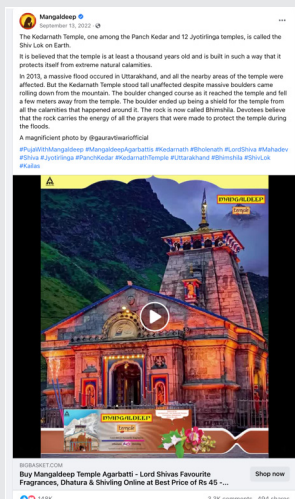 Mangaldeep
September 13, 2022 ·
The Kedarnath Temple, one among the Panch Kedar and 12 Jyotirlinga temples, is called the
Shiv Lok on Earth.
It is believed that the temple is at least a thousand years old and is built in such a way that it
protects itself from extreme natural calamities.
In 2013, a massive flood occured in Uttarakhand, and all the nearby areas of the temple were
affected. But the Kedarnath Temple stood tall unaffected despite massive boulders came
rolling down from the mountain. The boulder changed course as it reached the temple and fell
a few meters away from the temple. The boulder ended up being a shield for the temple from
all the calamities that happened around it. The rock is now called Bhimshila. Devotees believe
that the rock carries the energy of all the prayers that were made to protect the temple during
the floods.
A magnificient photo by @gauravtiwariofficial
#PujaWithMangaldeep #MangaldeepAgarbattis #Kedarnath #Bholenath #LordShiva #Mahadev
#Shiva #Jyotirlinga #PanchKedar #KedarnathTemple #Uttarakhand #Bhimshila #ShivLok
#Kailas
MANGALDEEP
Temple
MANGALDEEP
Temple
BIGBASKET.COM
Buy Mangaldeep Temple Agarbatti - Lord Shivas Favourite
Fragrances, Dhatura & Shivling Online at Best Price of Rs 45 -...
Shop now